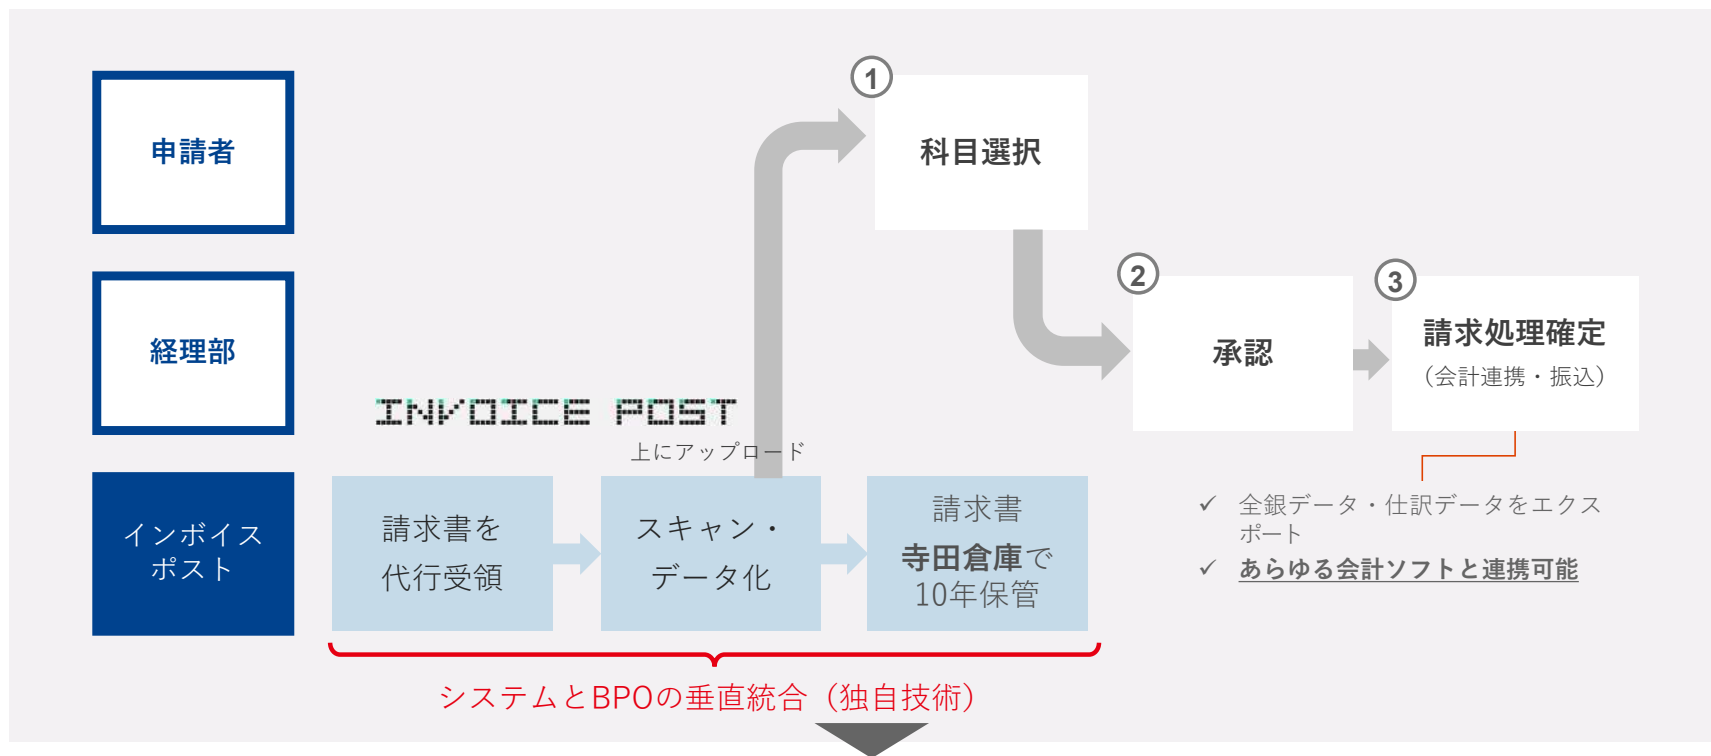 申請者
①
科目選択
経理部
②
承認
③
請求処理確定
（会計連携・振込）
INVOICE POST
上にアップロード
インボイス
ポスト
請求書を
代行受領
スキャン・
データ化
請求書
寺田倉庫で
10年保管
✓ 全銀データ・仕訳データをエクス
ポート
✓ あらゆる会計ソフトと連携可能
システムとBPOの垂直統合（独自技術）